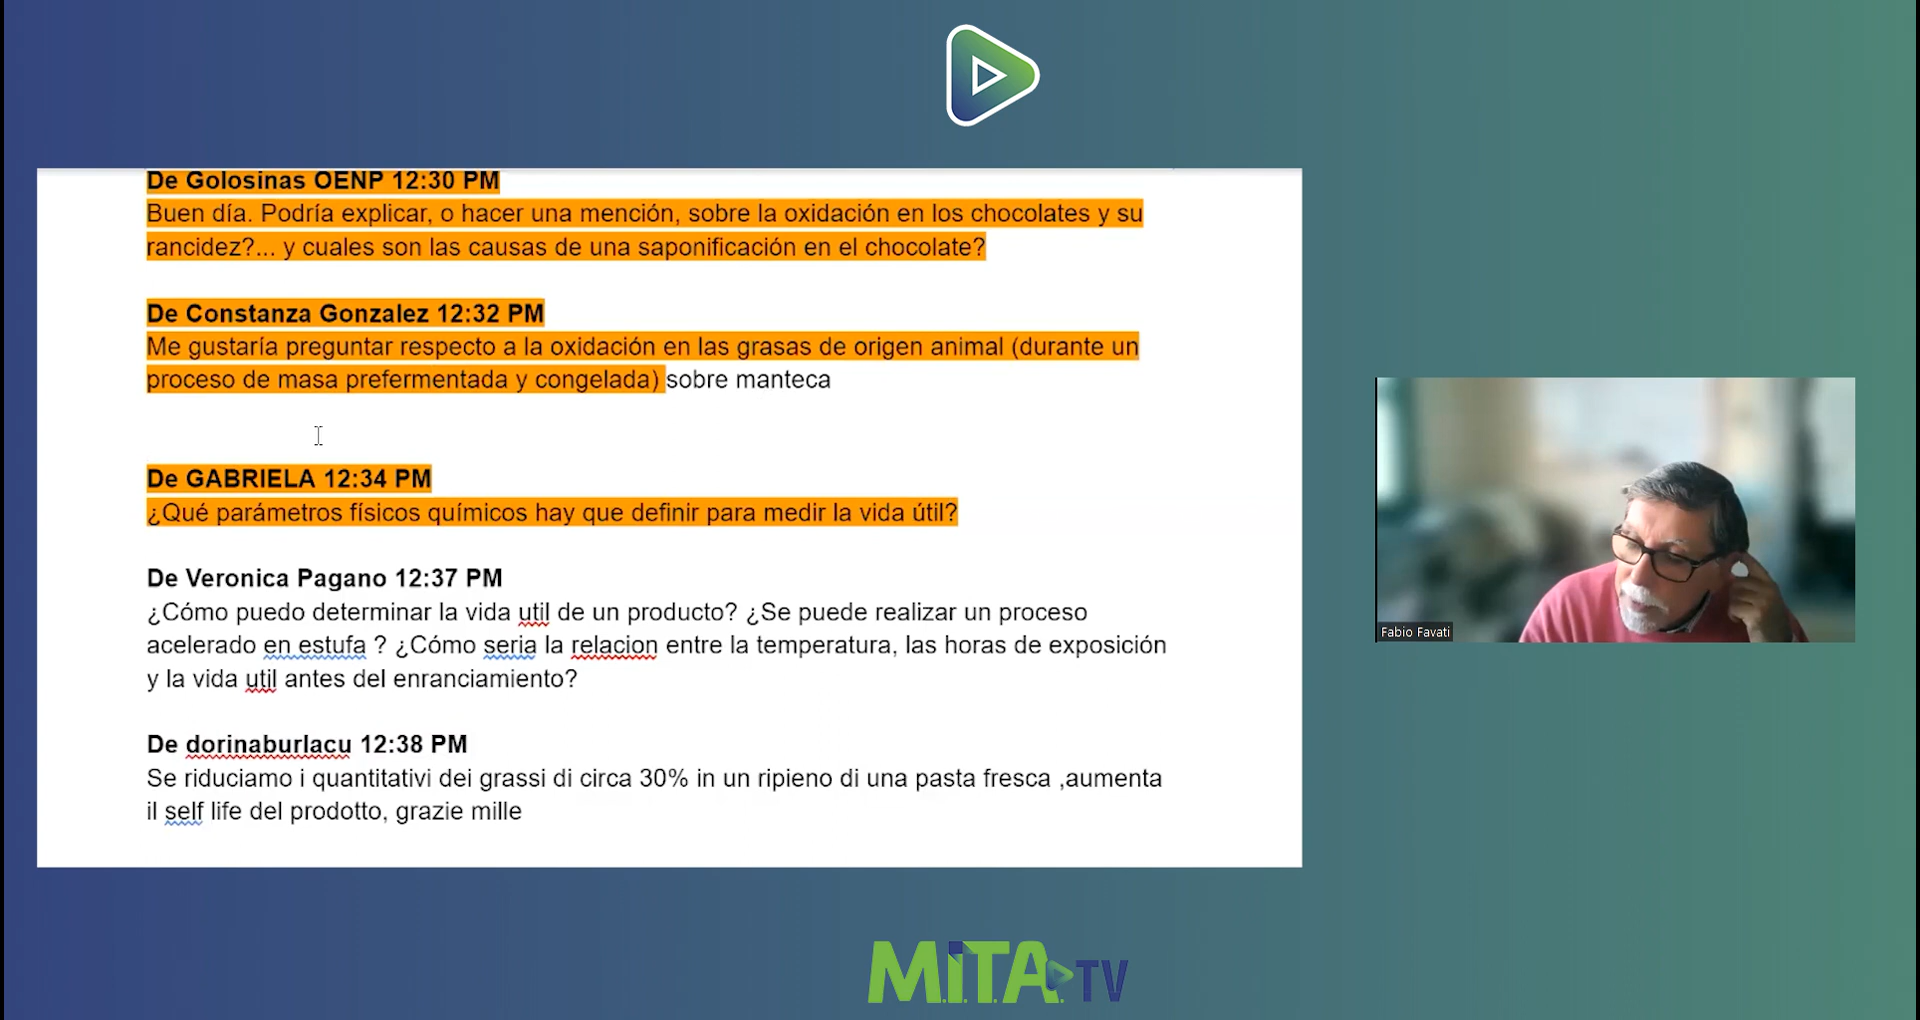 De Golosinas OENP 12:30 PM
Buen día. Podría explicar, o hacer una mención, sobre la oxidación en los chocolates y su
rancidez?... y cuales son las causas de una saponificación en el chocolate?
De Constanza Gonzalez 12:32 PM
Me gustaría preguntar respecto a la oxidación en las grasas de origen animal (durante un
proceso de masa prefermentada y congelada) sobre manteca
De GABRIELA 12:34 PM
¿Qué parámetros físicos químicos hay que definir para medir la vida útil?
De Veronica Pagano 12:37 PM
¿Cómo puedo determinar la vida util de un producto? ¿Se puede realizar un proceso
acelerado en estufa ? ¿Cómo seria la relacion entre la temperatura, las horas de exposición
y la vida util antes del enranciamiento?
De dorinaburlacu 12:38 PM
Se riduciamo i quantitativi dei grassi di circa 30% in un ripieno di una pasta fresca ,aumenta
il self life del prodotto, grazie mille
Fabio Favati
M.I.T.A. TV